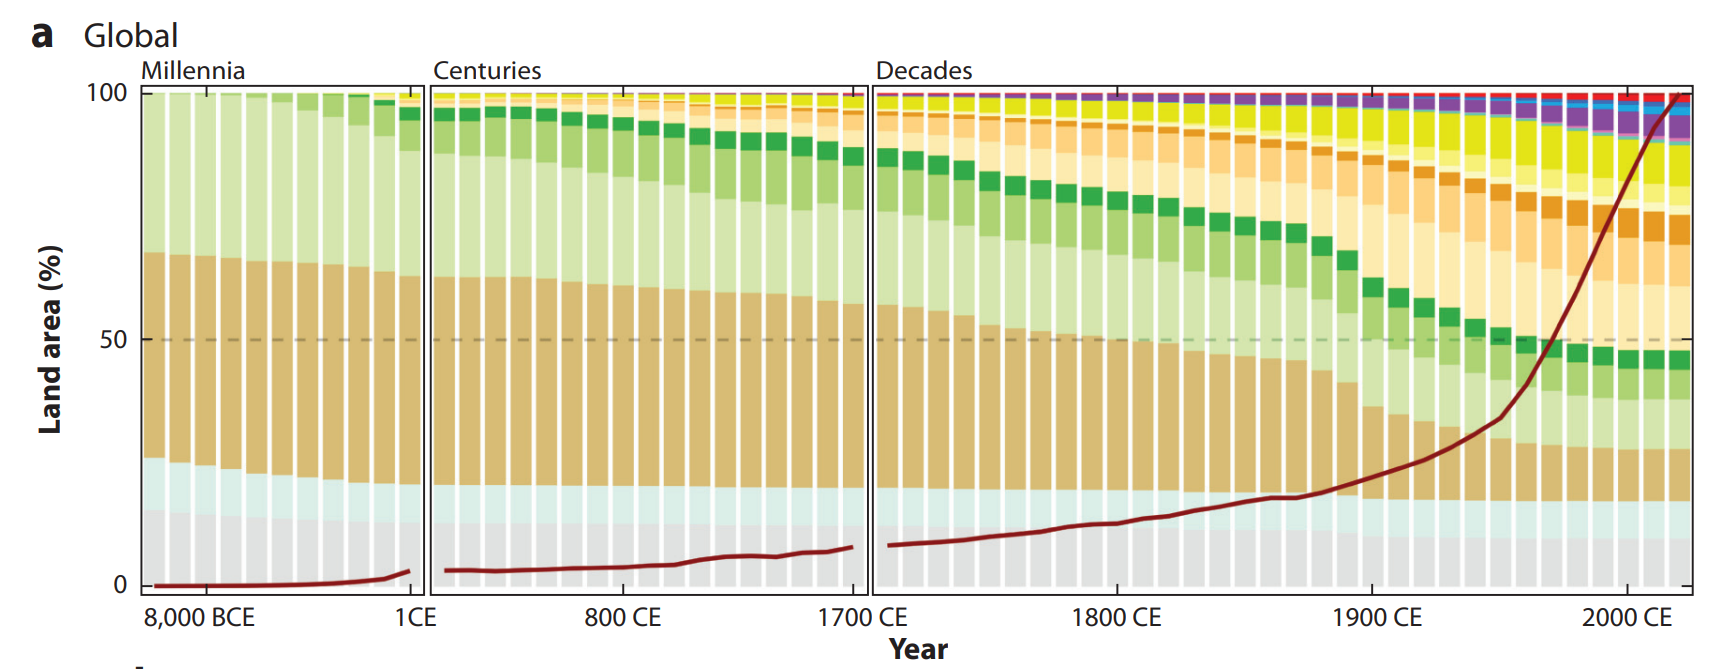 a Global
Millennia
Centuries
Decades
100
50
0
Land area (%)
8,000 BCE
1CE
800 CE
1700 CE
1800 CE
1900 CE
2000 CE
Year